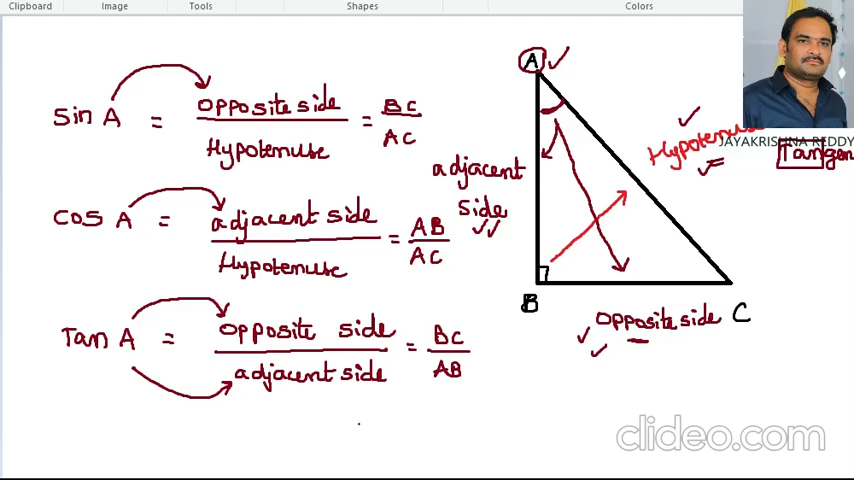 Clipboard Image Tools Shapes Colors
Sin A = Opposite side / Hypotenuse = BC / AC
Cos A = adjacent side / Hypotenuse = AB / AC
Tan A = opposite side / adjacent side = BC / AB
A
adjacent
side
Hypotenuse
JAYAKRISHNA REDDY
Tangen
B
opposite side
C
clideo.com